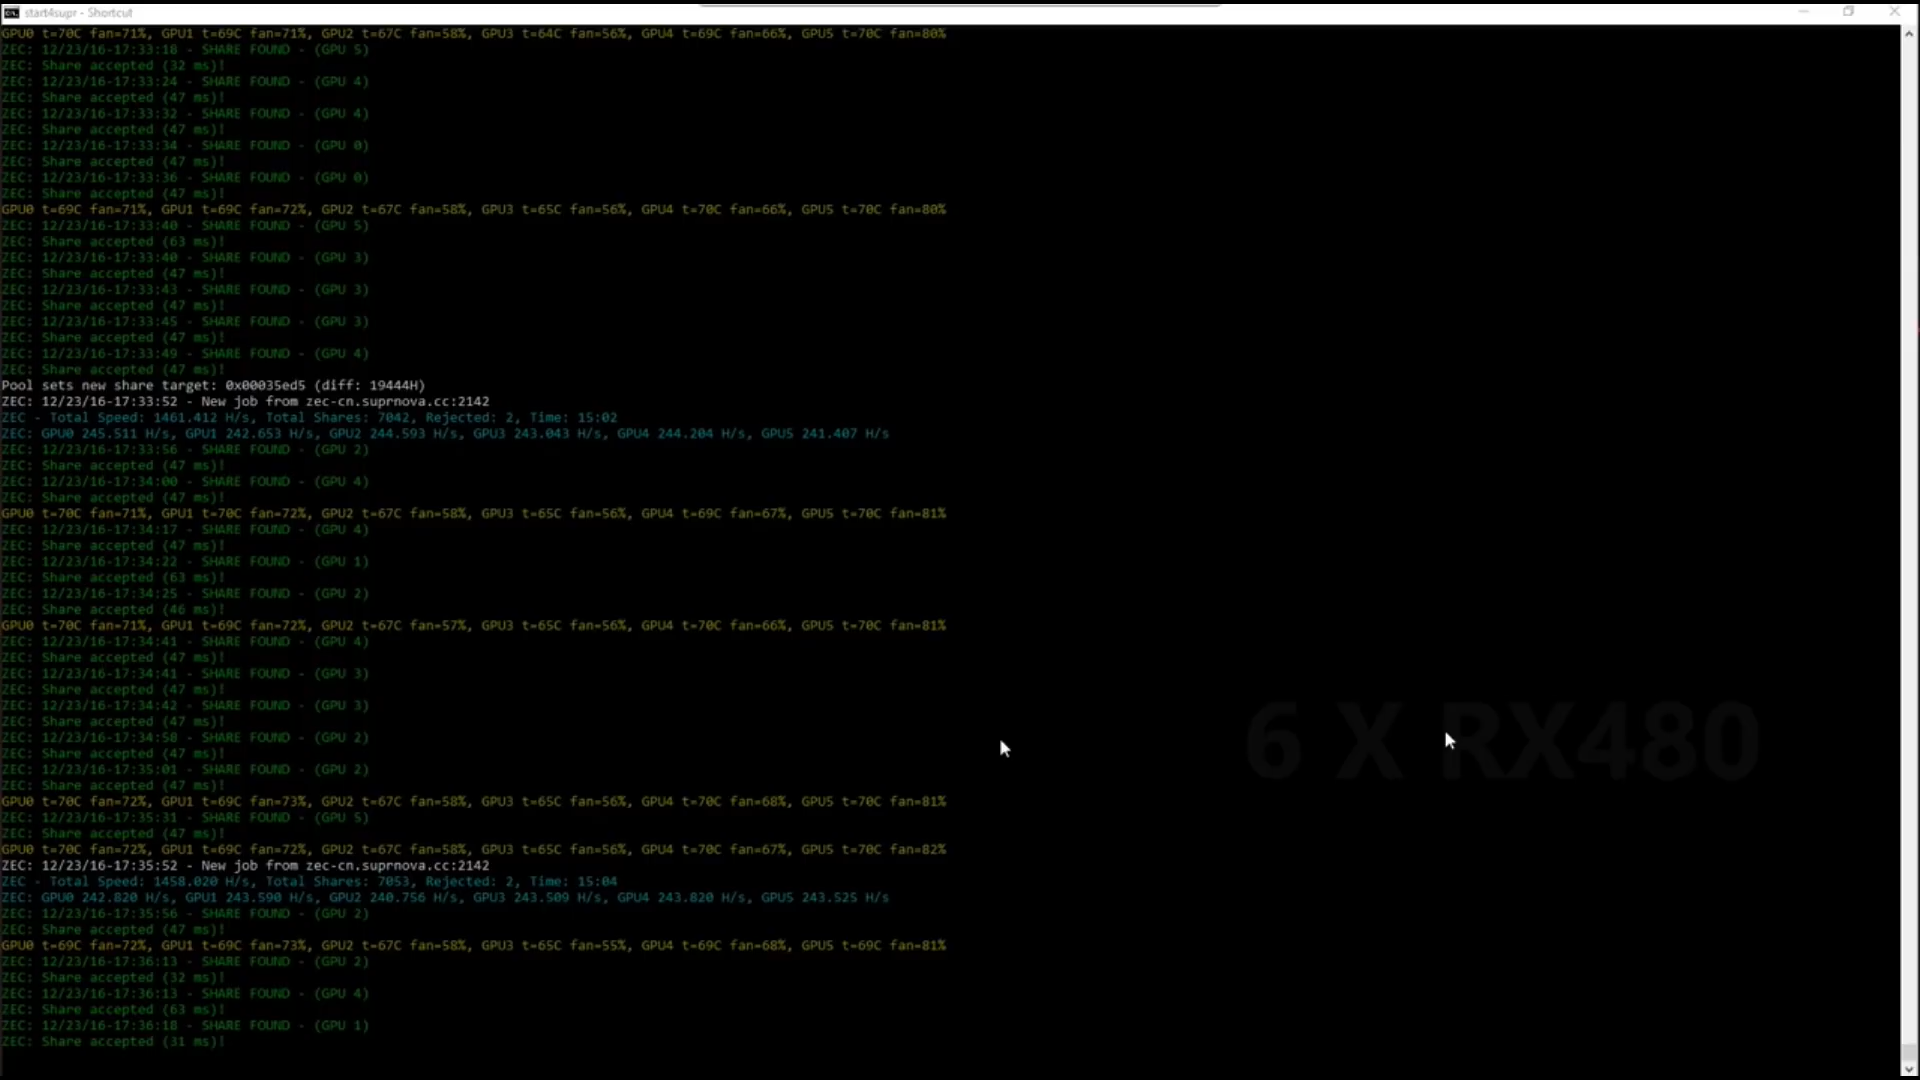 start4supr - Shortcut
GPU0 t=70C fan=71%, GPU1 t=69C fan=71%, GPU2 t=67C fan=58%, GPU3 t=64C fan=56%, GPU4 t=69C fan=66%, GPU5 t=70C fan=80%
ZEC: 12/23/16-17:33:18 - SHARE FOUND - (GPU 5)
ZEC: Share accepted (32 ms)!
ZEC: 12/23/16-17:33:24 - SHARE FOUND - (GPU 4)
ZEC: Share accepted (47 ms)!
ZEC: 12/23/16-17:33:32 - SHARE FOUND - (GPU 4)
ZEC: Share accepted (47 ms)!
ZEC: 12/23/16-17:33:34 - SHARE FOUND - (GPU 0)
ZEC: Share accepted (47 ms)!
ZEC: 12/23/16-17:33:36 - SHARE FOUND - (GPU 0)
ZEC: Share accepted (47 ms)!
GPU0 t=69C fan=71%, GPU1 t=69C fan=72%, GPU2 t=67C fan=58%, GPU3 t=65C fan=56%, GPU4 t=70C fan=66%, GPU5 t=70C fan=80%
ZEC: 12/23/16-17:33:40 - SHARE FOUND - (GPU 5)
ZEC: Share accepted (63 ms)!
ZEC: 12/23/16-17:33:40 - SHARE FOUND - (GPU 3)
ZEC: Share accepted (47 ms)!
ZEC: 12/23/16-17:33:43 - SHARE FOUND - (GPU 3)
ZEC: Share accepted (47 ms)!
ZEC: 12/23/16-17:33:45 - SHARE FOUND - (GPU 3)
ZEC: Share accepted (47 ms)!
ZEC: 12/23/16-17:33:49 - SHARE FOUND - (GPU 4)
ZEC: Share accepted (47 ms)!
Pool sets new share target: 0x00035ed5 (diff: 19444H)
ZEC: 12/23/16-17:33:52 - New job from zec-cn.suprnova.cc:2142
ZEC - Total Speed: 1461.412 H/s, Total Shares: 7042, Rejected: 2, Time: 15:02
ZEC: GPU0 245.511 H/s, GPU1 242.653 H/s, GPU2 244.593 H/s, GPU3 243.043 H/s, GPU4 244.204 H/s, GPU5 241.407 H/s
ZEC: 12/23/16-17:33:56 - SHARE FOUND - (GPU 2)
ZEC: Share accepted (47 ms)!
ZEC: 12/23/16-17:34:00 - SHARE FOUND - (GPU 4)
ZEC: Share accepted (47 ms)!
GPU0 t=70C fan=71%, GPU1 t=70C fan=72%, GPU2 t=67C fan=58%, GPU3 t=65C fan=56%, GPU4 t=69C fan=67%, GPU5 t=70C fan=81%
ZEC: 12/23/16-17:34:17 - SHARE FOUND - (GPU 4)
ZEC: Share accepted (47 ms)!
ZEC: 12/23/16-17:34:22 - SHARE FOUND - (GPU 1)
ZEC: Share accepted (63 ms)!
ZEC: 12/23/16-17:34:25 - SHARE FOUND - (GPU 2)
ZEC: Share accepted (46 ms)!
GPU0 t=70C fan=71%, GPU1 t=69C fan=72%, GPU2 t=67C fan=57%, GPU3 t=65C fan=56%, GPU4 t=70C fan=66%, GPU5 t=70C fan=81%
ZEC: 12/23/16-17:34:41 - SHARE FOUND - (GPU 4)
ZEC: Share accepted (47 ms)!
ZEC: 12/23/16-17:34:41 - SHARE FOUND - (GPU 3)
ZEC: Share accepted (47 ms)!
ZEC: 12/23/16-17:34:42 - SHARE FOUND - (GPU 3)
ZEC: Share accepted (47 ms)!
ZEC: 12/23/16-17:34:58 - SHARE FOUND - (GPU 2)
ZEC: Share accepted (47 ms)!
ZEC: 12/23/16-17:35:01 - SHARE FOUND - (GPU 2)
ZEC: Share accepted (47 ms)!
GPU0 t=70C fan=72%, GPU1 t=69C fan=73%, GPU2 t=67C fan=58%, GPU3 t=65C fan=56%, GPU4 t=70C fan=68%, GPU5 t=70C fan=81%
ZEC: 12/23/16-17:35:31 - SHARE FOUND - (GPU 5)
ZEC: Share accepted (47 ms)!
GPU0 t=70C fan=72%, GPU1 t=69C fan=72%, GPU2 t=67C fan=58%, GPU3 t=65C fan=56%, GPU4 t=70C fan=67%, GPU5 t=70C fan=82%
ZEC: 12/23/16-17:35:52 - New job from zec-cn.suprnova.cc:2142
ZEC - Total Speed: 1458.020 H/s, Total Shares: 7053, Rejected: 2, Time: 15:04
ZEC: GPU0 242.820 H/s, GPU1 243.590 H/s, GPU2 240.756 H/s, GPU3 243.509 H/s, GPU4 243.820 H/s, GPU5 243.525 H/s
ZEC: 12/23/16-17:35:56 - SHARE FOUND - (GPU 2)
ZEC: Share accepted (47 ms)!
GPU0 t=69C fan=72%, GPU1 t=69C fan=73%, GPU2 t=67C fan=58%, GPU3 t=65C fan=55%, GPU4 t=69C fan=68%, GPU5 t=69C fan=81%
ZEC: 12/23/16-17:36:13 - SHARE FOUND - (GPU 2)
ZEC: Share accepted (32 ms)!
ZEC: 12/23/16-17:36:13 - SHARE FOUND - (GPU 4)
ZEC: Share accepted (63 ms)!
ZEC: 12/23/16-17:36:18 - SHARE FOUND - (GPU 1)
ZEC: Share accepted (31 ms)!
6 X RX480